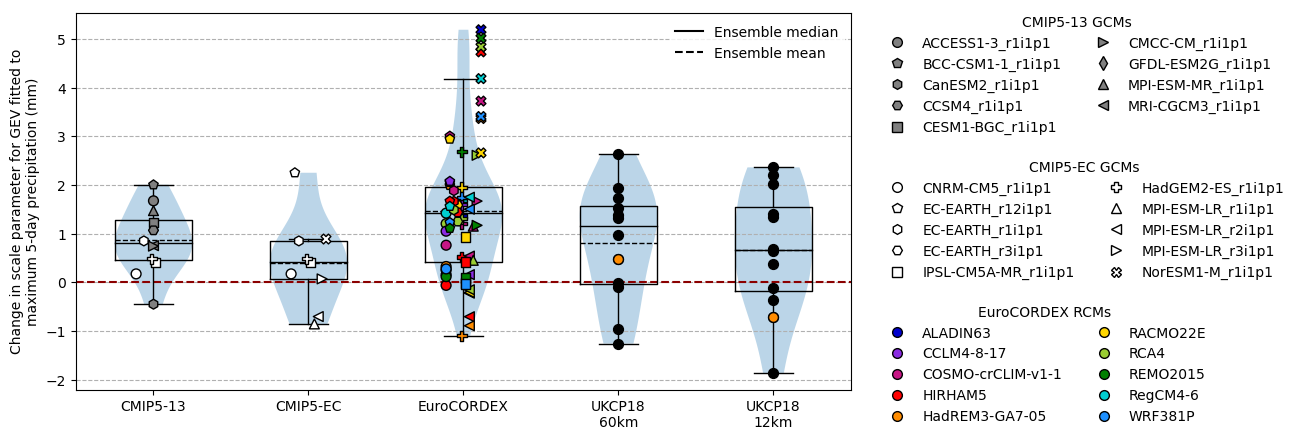 Change in scale parameter for GEV fitted to
maximum 5-day precipitation (mm)
5
4
3
2
1
0
−1
−2
Ensemble median
Ensemble mean
CMIP5-13
CMIP5-EC
EuroCORDEX
UKCP18
60km
UKCP18
12km
CMIP5-13 GCMs
ACCESS1-3_r1i1p1
BCC-CSM1-1_r1i1p1
CanESM2_r1i1p1
CCSM4_r1i1p1
CESM1-BGC_r1i1p1
CMCC-CM_r1i1p1
GFDL-ESM2G_r1i1p1
MPI-ESM-MR_r1i1p1
MRI-CGCM3_r1i1p1
CMIP5-EC GCMs
CNRM-CM5_r1i1p1
EC-EARTH_r12i1p1
EC-EARTH_r1i1p1
EC-EARTH_r3i1p1
IPSL-CM5A-MR_r1i1p1
HadGEM2-ES_r1i1p1
MPI-ESM-LR_r1i1p1
MPI-ESM-LR_r2i1p1
MPI-ESM-LR_r3i1p1
NorESM1-M_r1i1p1
EuroCORDEX RCMs
ALADIN63
CCLM4-8-17
COSMO-crCLIM-v1-1
HIRHAM5
HadREM3-GA7-05
RACMO22E
RCA4
REMO2015
RegCM4-6
WRF381P